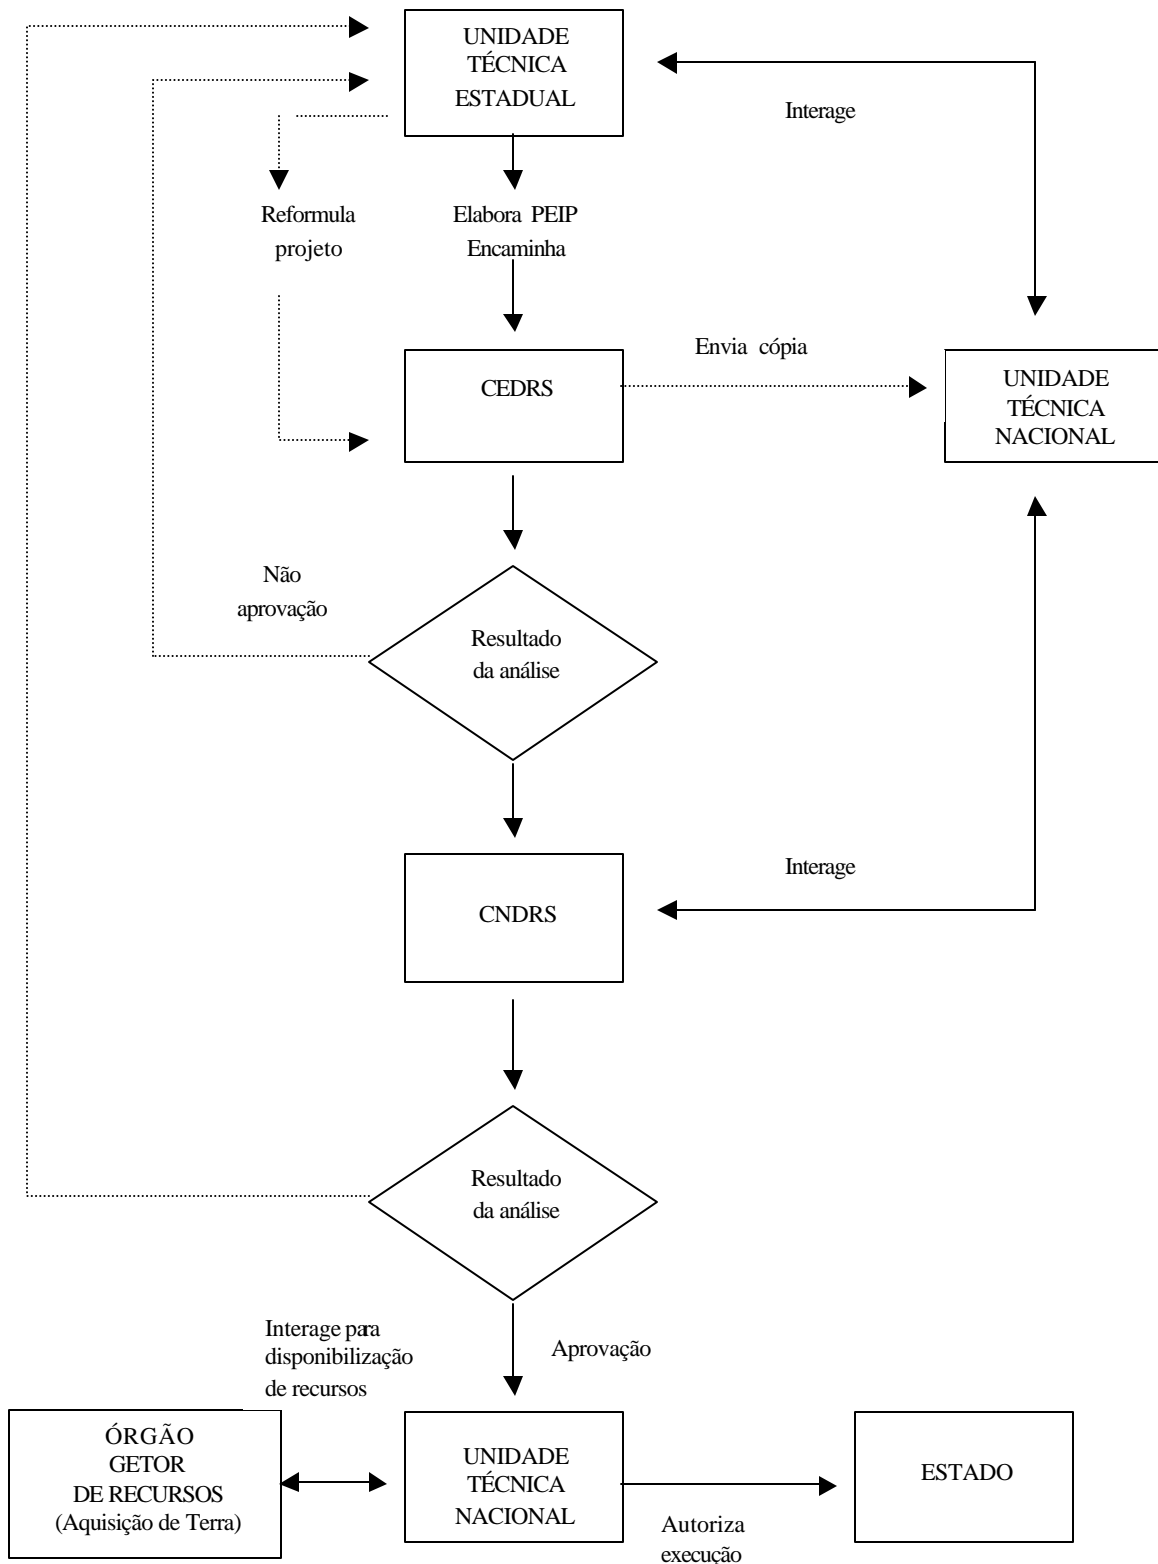 UNIDADE
TÉCNICA
ESTADUAL
Interage
Reformula
projeto
Elabora PEIP
Encaminha
CEDRS
Envia cópia
UNIDADE
TÉCNICA
NACIONAL
Não
aprovação
Resultado
da análise
CNDRS
Interage
Resultado
da análise
Interage para
disponibilização
de recursos
Aprovação
ÓRGÃO
GETOR
DE RECURSOS
(Aquisição de Terra)
UNIDADE
TÉCNICA
NACIONAL
ESTADO
Autoriza
execução